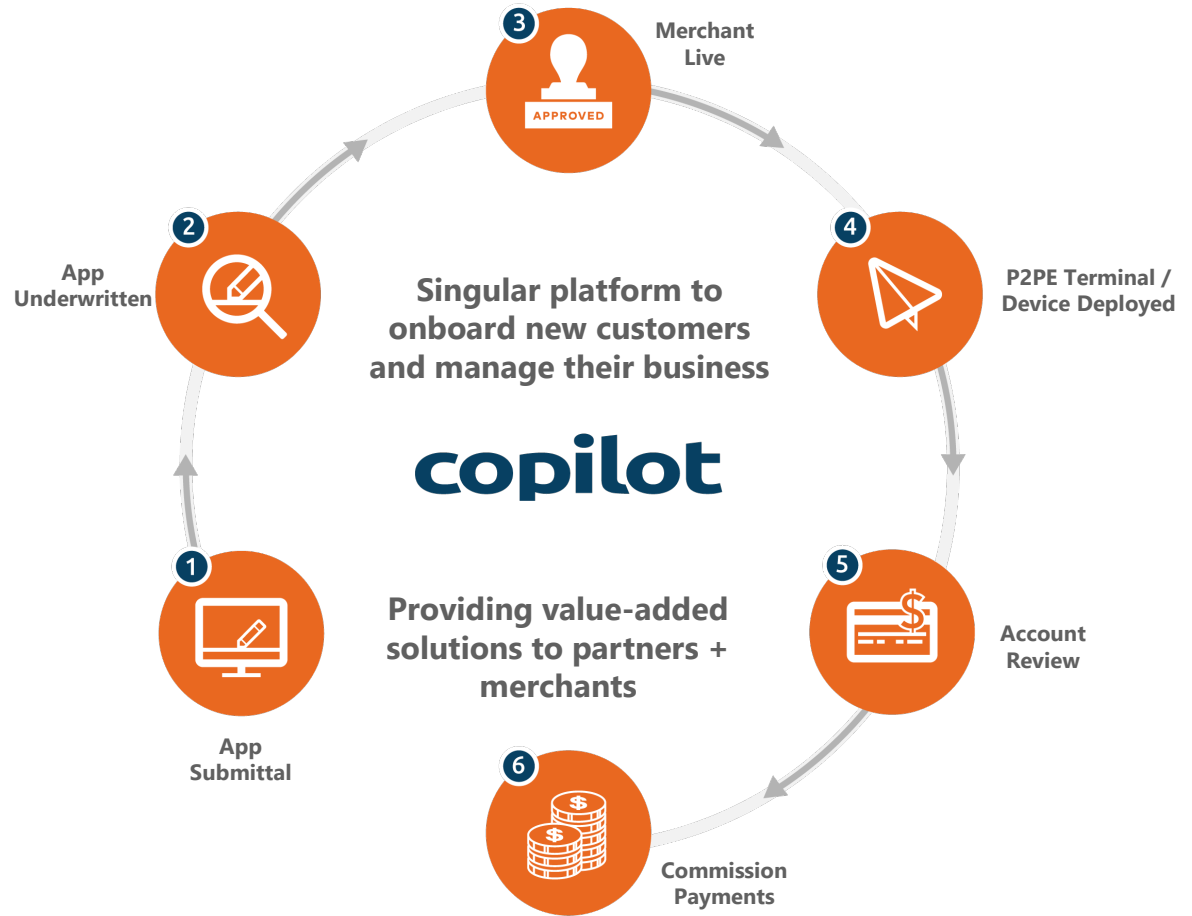 3
Merchant
Live
APPROVED
2
App
Underwritten
4
P2PE Terminal /
Device Deployed
Singular platform to
onboard new customers
and manage their business
copilot
1
App
Submittal
Providing value-added
solutions to partners +
merchants
5
$
Account
Review
6
$
$
Commission
Payments